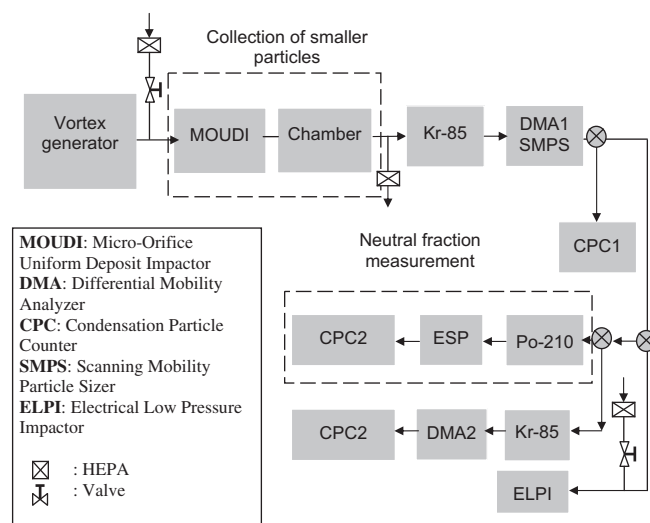 Collection of smaller
particles
Vortex
generator
MOUDI
Chamber
Kr-85
DMA1
SMPS
CPC1
MOUDI: Micro-Orifice
Uniform Deposit Impactor
DMA: Differential Mobility
Analyzer
CPC: Condensation Particle
Counter
SMPS: Scanning Mobility
Particle Sizer
ELPI: Electrical Low Pressure
Impactor
: HEPA
: Valve
Neutral fraction
measurement
CPC2
ESP
Po-210
CPC2
DMA2
Kr-85
ELPI